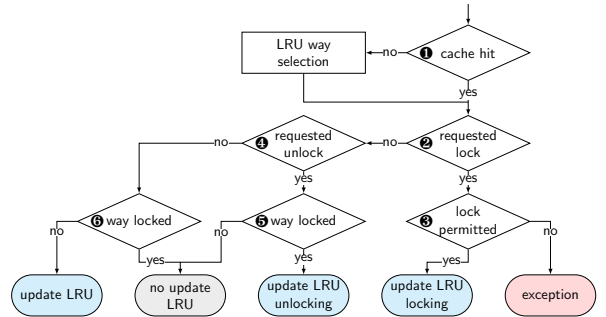 LRU way
selection
no
❶ cache hit
yes
no
❹ requested
unlock
no
❷ requested
lock
yes
yes
❻ way locked
❺ way locked
❸ lock
permitted
no
yes
no
yes
yes
no
update LRU
no update
LRU
update LRU
unlocking
update LRU
locking
exception